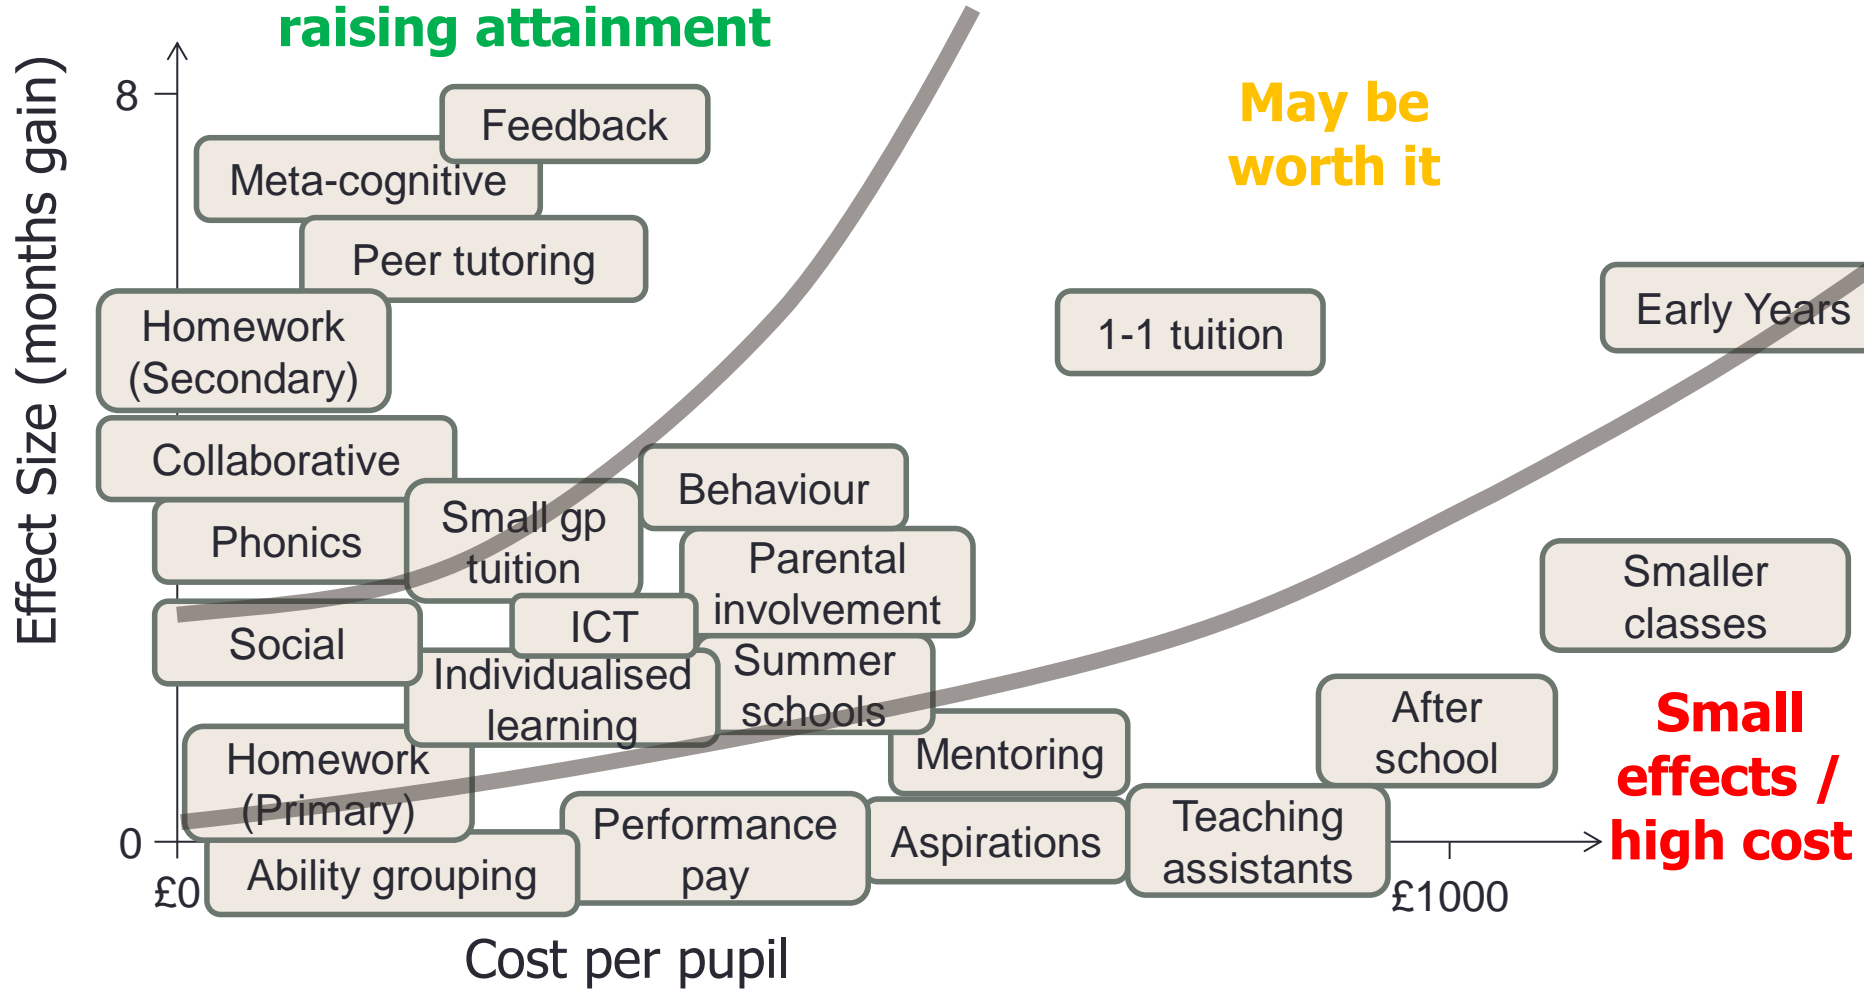 raising attainment
Effect Size (months gain)
8
Feedback
May be
worth it
Meta-cognitive
Peer tutoring
Homework
(Secondary)
1-1 tuition
Early Years
Collaborative
Behaviour
Small gp
tuition
Phonics
Parental
involvement
Smaller
classes
ICT
Social
Individualised
learning
Summer
schools
After
school
Small
effects /
high cost
Homework
(Primary)
Mentoring
0
Performance
pay
Aspirations
Teaching
assistants
Ability grouping
£0
£1000
Cost per pupil